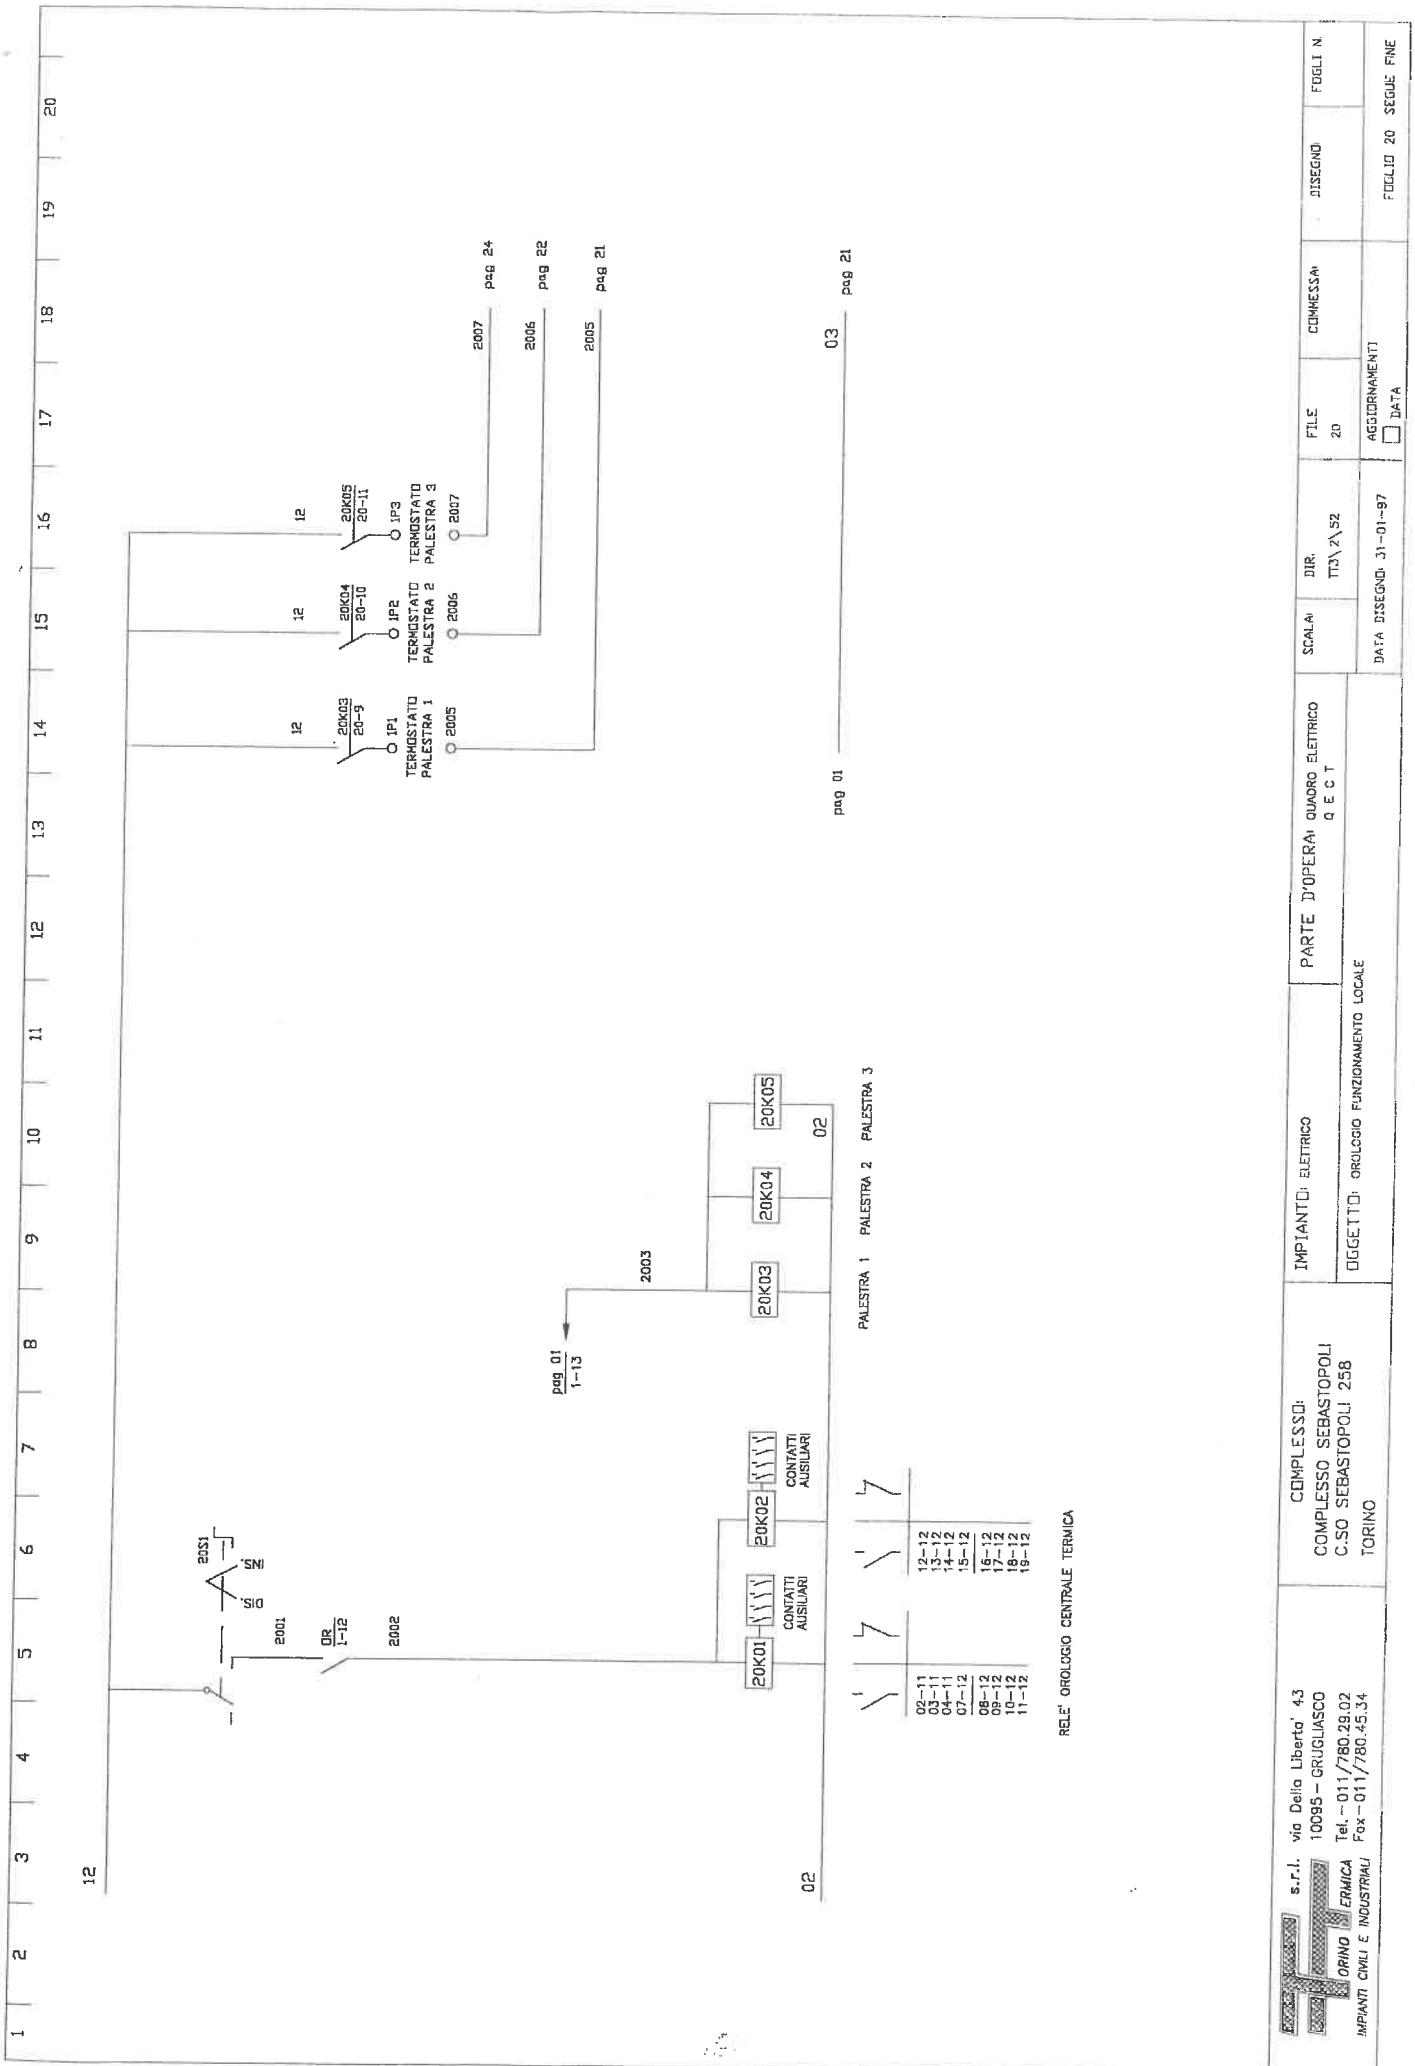 1 2 3 4 5 6 7 8 9 10 11 12 13 14 15 16 17 18 19 20
12
20S1
DIS. INS.
2001
OR
1-12
2002
20K01
CONTATTI
AUSILIARI
20K02
CONTATTI
AUSILIARI
02
02-11
03-11
04-11
07-12
08-12
09-12
10-12
11-12
12-12
13-12
14-12
15-12
16-12
17-12
18-12
19-12
RELE' OROLOGIO CENTRALE TERMICA
pag 01
1-13
2003
20K03 20K04 20K05
02
PALESTRA 1 PALESTRA 2 PALESTRA 3
12
20K03
20-9
1P1
TERMOSTATO
PALESTRA 1
2005
12
20K04
20-10
1P2
TERMOSTATO
PALESTRA 2
2006
12
20K05
20-11
1P3
TERMOSTATO
PALESTRA 3
2007
2007 pag 24
2006 pag 22
2005 pag 21
pag 01 03 pag 21
s.r.l.
ORINO ERMICA
IMPIANTI CIVILI E INDUSTRIALI
via Della Liberta' 43
10095 - GRUGLIASCO
Tel. - 011/780.29.02
Fax - 011/780.45.34
COMPLESSO:
COMPLESSO SEBASTOPOLI
C.SO SEBASTOPOLI 258
TORINO
IMPIANTO: ELETTRICO
OGGETTO: OROLOGIO FUNZIONAMENTO LOCALE
PARTE D'OPERA: QUADRO ELETTRICO
Q E C T
SCALA:
DIR.
TT3\2\52
FILE
20
COMMESSA:
DISEGNO:
FOGLI N.
DATA DISEGNO: 31-01-97
AGGIORNAMENTI
DATA
FOGLIO 20 SEGUE FINE